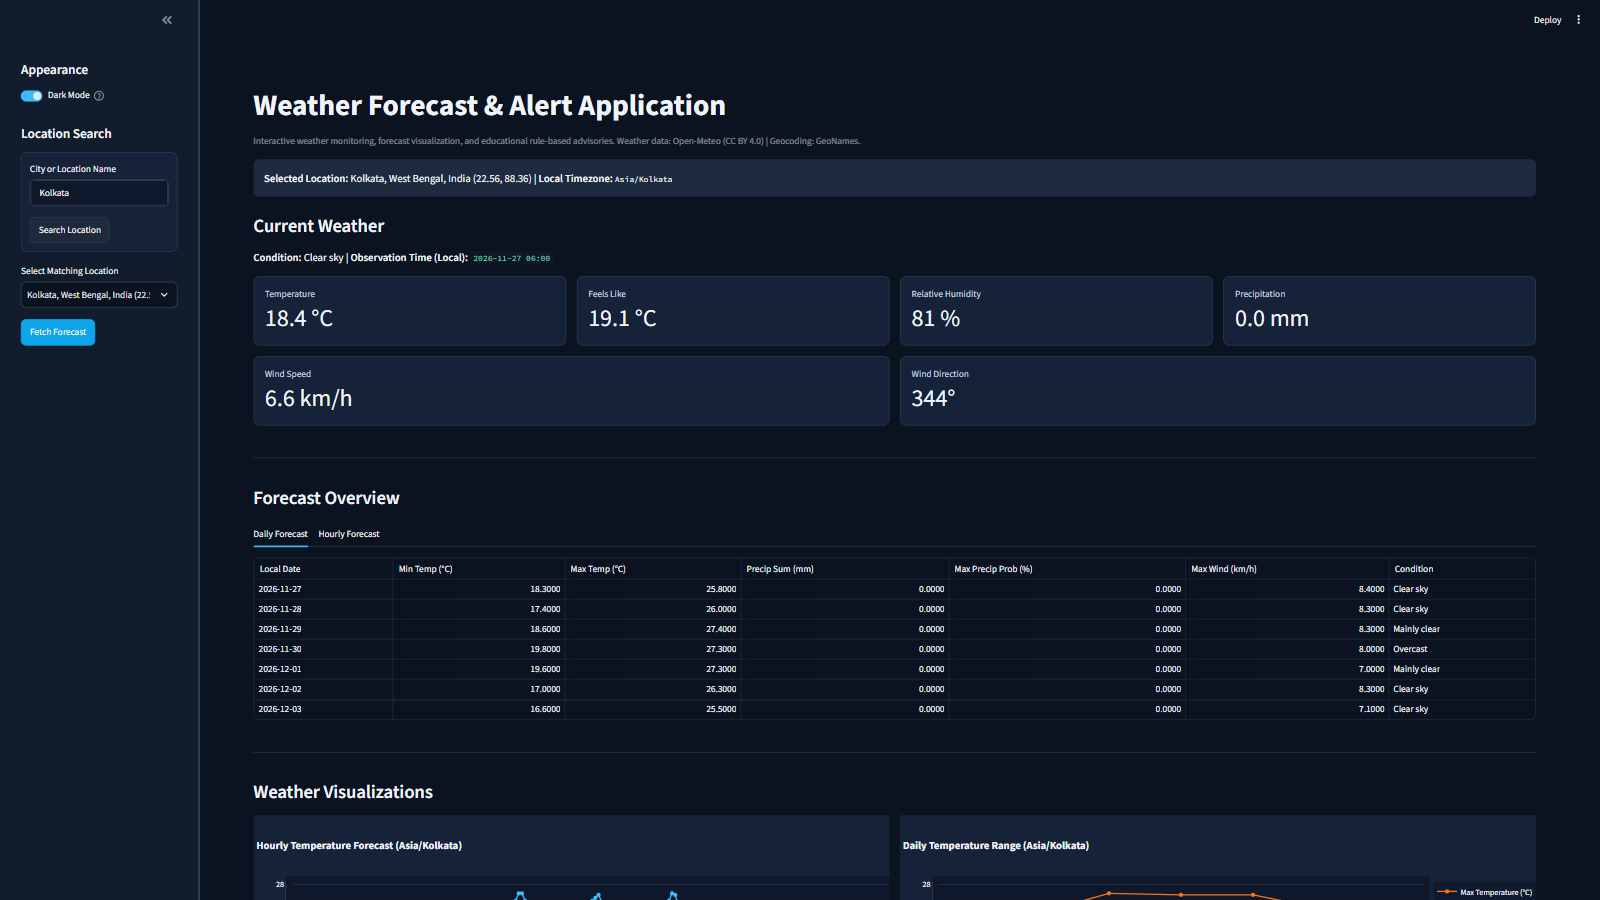 Deploy
Appearance
Dark Mode
Location Search
City or Location Name
Kolkata
Search Location
Select Matching Location
Kolkata, West Bengal, India (22.
Fetch Forecast
Weather Forecast & Alert Application
Interactive weather monitoring, forecast visualization, and educational rule-based advisories. Weather data: Open-Meteo (CC BY 4.0) | Geocoding: GeoNames.
Selected Location: Kolkata, West Bengal, India (22.56, 88.36) | Local Timezone: Asia/Kolkata
Current Weather
Condition: Clear sky | Observation Time (Local): 2026-11-27 06:00
Temperature
18.4 °C
Feels Like
19.1 °C
Relative Humidity
81 %
Precipitation
0.0 mm
Wind Speed
6.6 km/h
Wind Direction
344°
Forecast Overview
Daily Forecast Hourly Forecast
Local Date Min Temp (°C) Max Temp (°C) Precip Sum (mm) Max Precip Prob (%) Max Wind (km/h) Condition
2026-11-27 18.3000 25.8000 0.0000 0.0000 8.4000 Clear sky
2026-11-28 17.4000 26.0000 0.0000 0.0000 8.3000 Clear sky
2026-11-29 18.6000 27.4000 0.0000 0.0000 8.3000 Mainly clear
2026-11-30 19.8000 27.3000 0.0000 0.0000 8.0000 Overcast
2026-12-01 19.6000 27.3000 0.0000 0.0000 7.0000 Mainly clear
2026-12-02 17.0000 26.3000 0.0000 0.0000 8.3000 Clear sky
2026-12-03 16.6000 25.5000 0.0000 0.0000 7.1000 Clear sky
Weather Visualizations
Hourly Temperature Forecast (Asia/Kolkata)
28
Daily Temperature Range (Asia/Kolkata)
28
Max Temperature (°C)